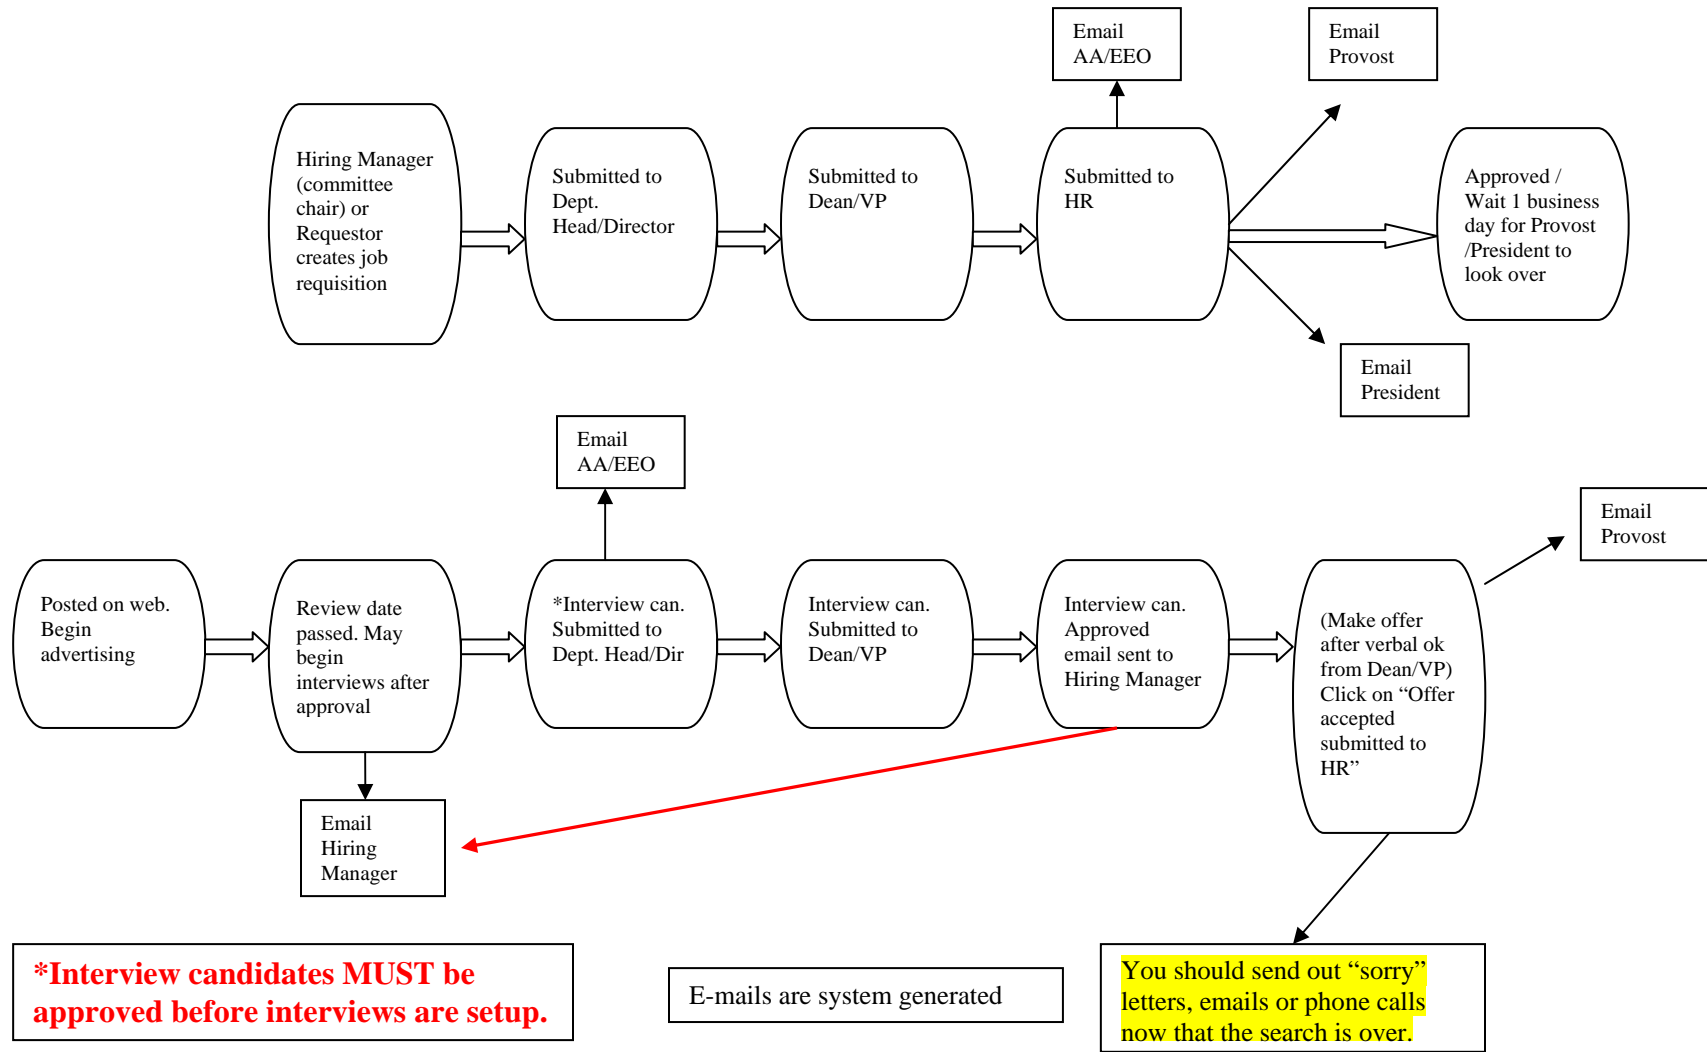 Email
AA/EEO
Email
Provost
Hiring Manager
(committee
chair) or
Requestor
creates job
requisition
Submitted to
Dept.
Head/Director
Submitted to
Dean/VP
Submitted to
HR
Approved /
Wait 1 business
day for Provost
/President to
look over
Email
President
Email
AA/EEO
Email
Provost
Posted on web.
Begin
advertising
Review date
passed. May
begin
interviews after
approval
*Interview can.
Submitted to
Dept. Head/Dir
Interview can.
Submitted to
Dean/VP
Interview can.
Approved
email sent to
Hiring Manager
(Make offer
after verbal ok
from Dean/VP)
Click on “Offer
accepted
submitted to
HR”
Email
Hiring
Manager
*Interview candidates MUST be
approved before interviews are setup.
E-mails are system generated
You should send out “sorry”
letters, emails or phone calls
now that the search is over.